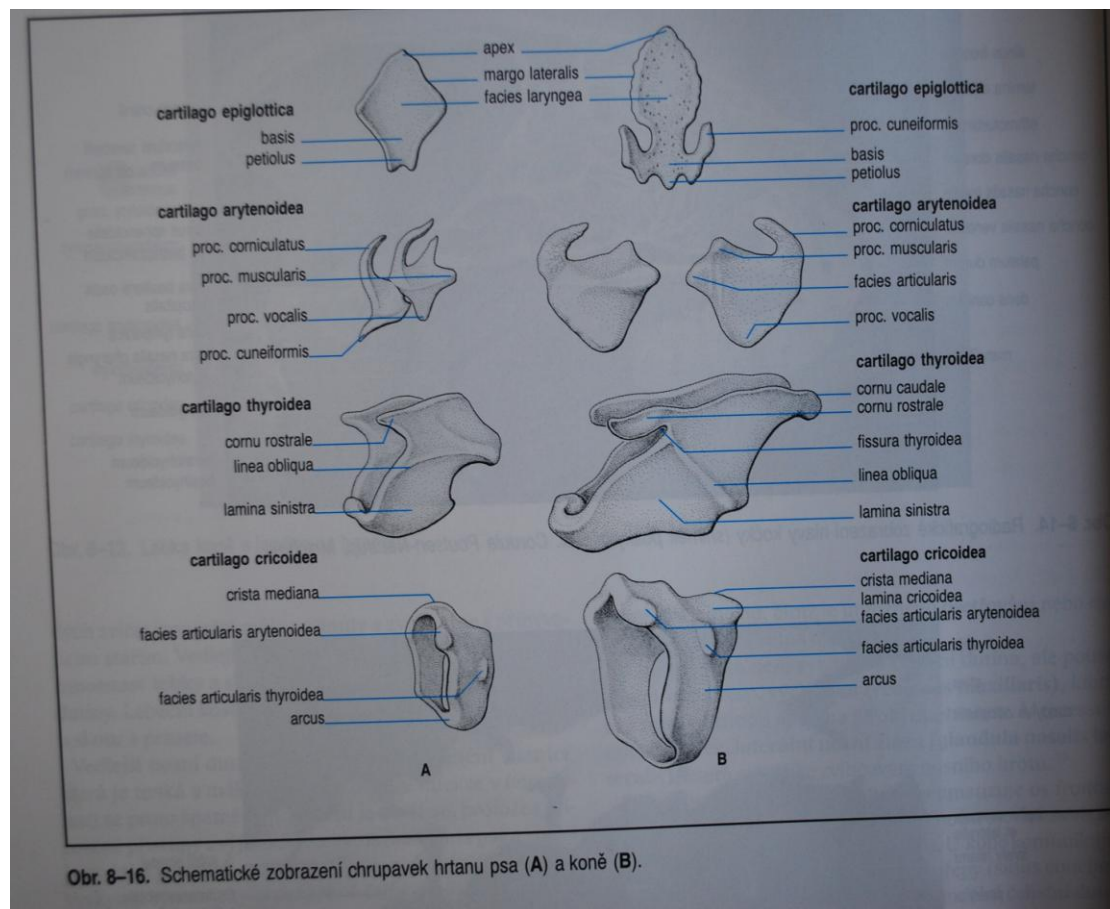 apex
margo lateralis
facies laryngea
cartilago epiglottica
basis
petiolus
cartilago epiglottica
proc. cuneiformis
basis
petiolus
cartilago arytenoidea
proc. corniculatus
proc. muscularis
proc. vocalis
proc. cuneiformis
cartilago arytenoidea
proc. corniculatus
proc. muscularis
facies articularis
proc. vocalis
cartilago thyroidea
cornu rostrale
linea obliqua
lamina sinistra
cartilago thyroidea
cornu caudale
cornu rostrale
fissura thyroidea
linea obliqua
lamina sinistra
cartilago cricoidea
crista mediana
facies articularis arytenoidea
facies articularis thyroidea
arcus
cartilago cricoidea
crista mediana
lamina cricoidea
facies articularis arytenoidea
facies articularis thyroidea
arcus
A
B
Obr. 8–16. Schematické zobrazení chrupavek hrtanu psa (A) a koně (B).